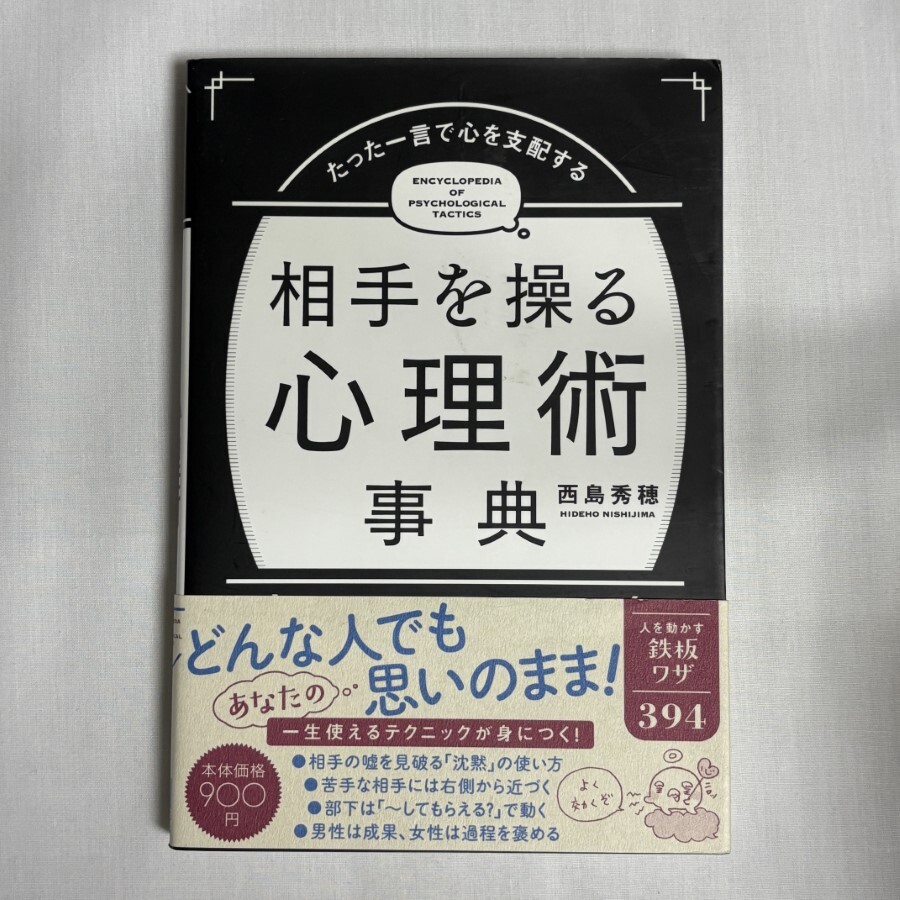 たった一言で心を支配する
ENCYCLOPEDIA
OF
PSYCHOLOGICAL
TACTICS
相手を操る
心理術
事典
西島秀穂
HIDEHO NISHIJIMA
どんな人でも
あなたの
思いのまま!
人を動かす
鉄板
ワザ
394
一生使えるテクニックが身につく!
●相手の嘘を見破る「沈黙」の使い方
●苦手な相手には右側から近づく
●部下は「〜してもらえる?」で動く
●男性は成果、女性は過程を褒める
本体価格
900
円
よく
効くぞ